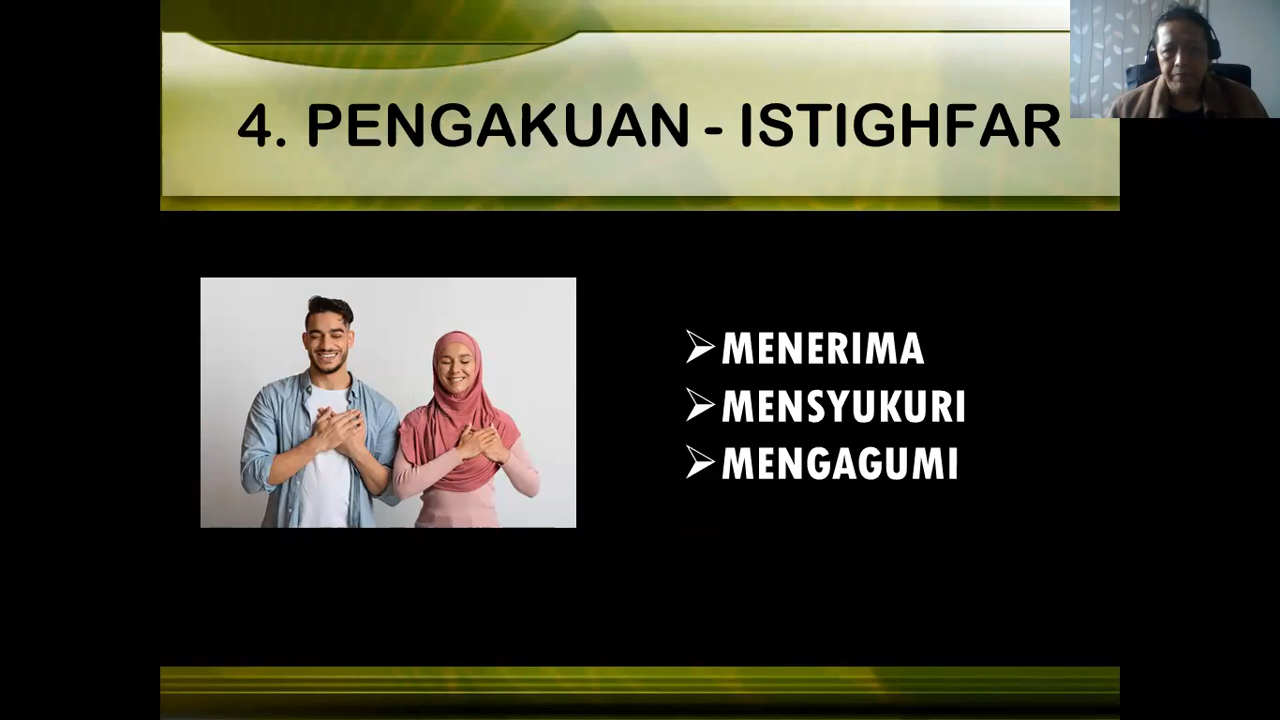 4. PENGAKUAN - ISTIGHFAR
MENERIMA
MENSYUKURI
MENGAGUMI